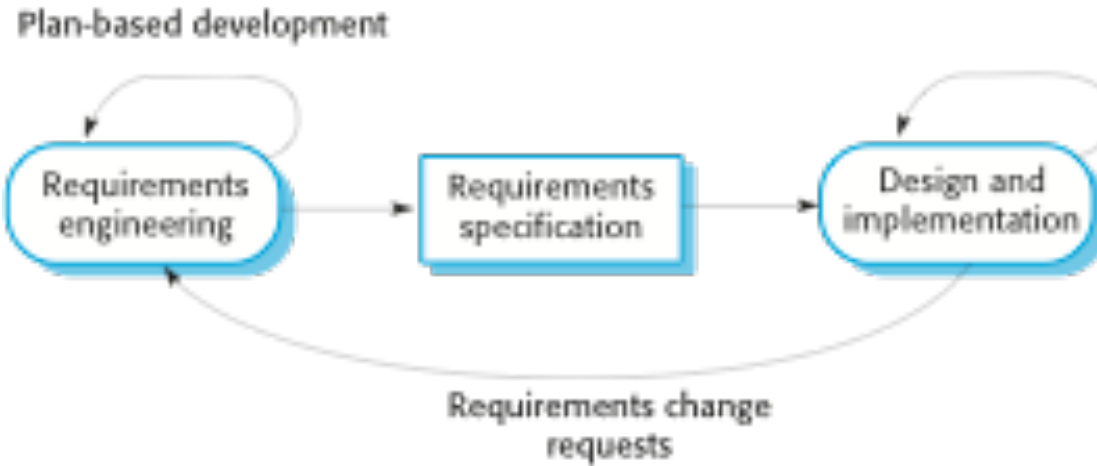 Plan-based development
Requirements
engineering
Requirements
specification
Design and
implementation
Requirements change
requests